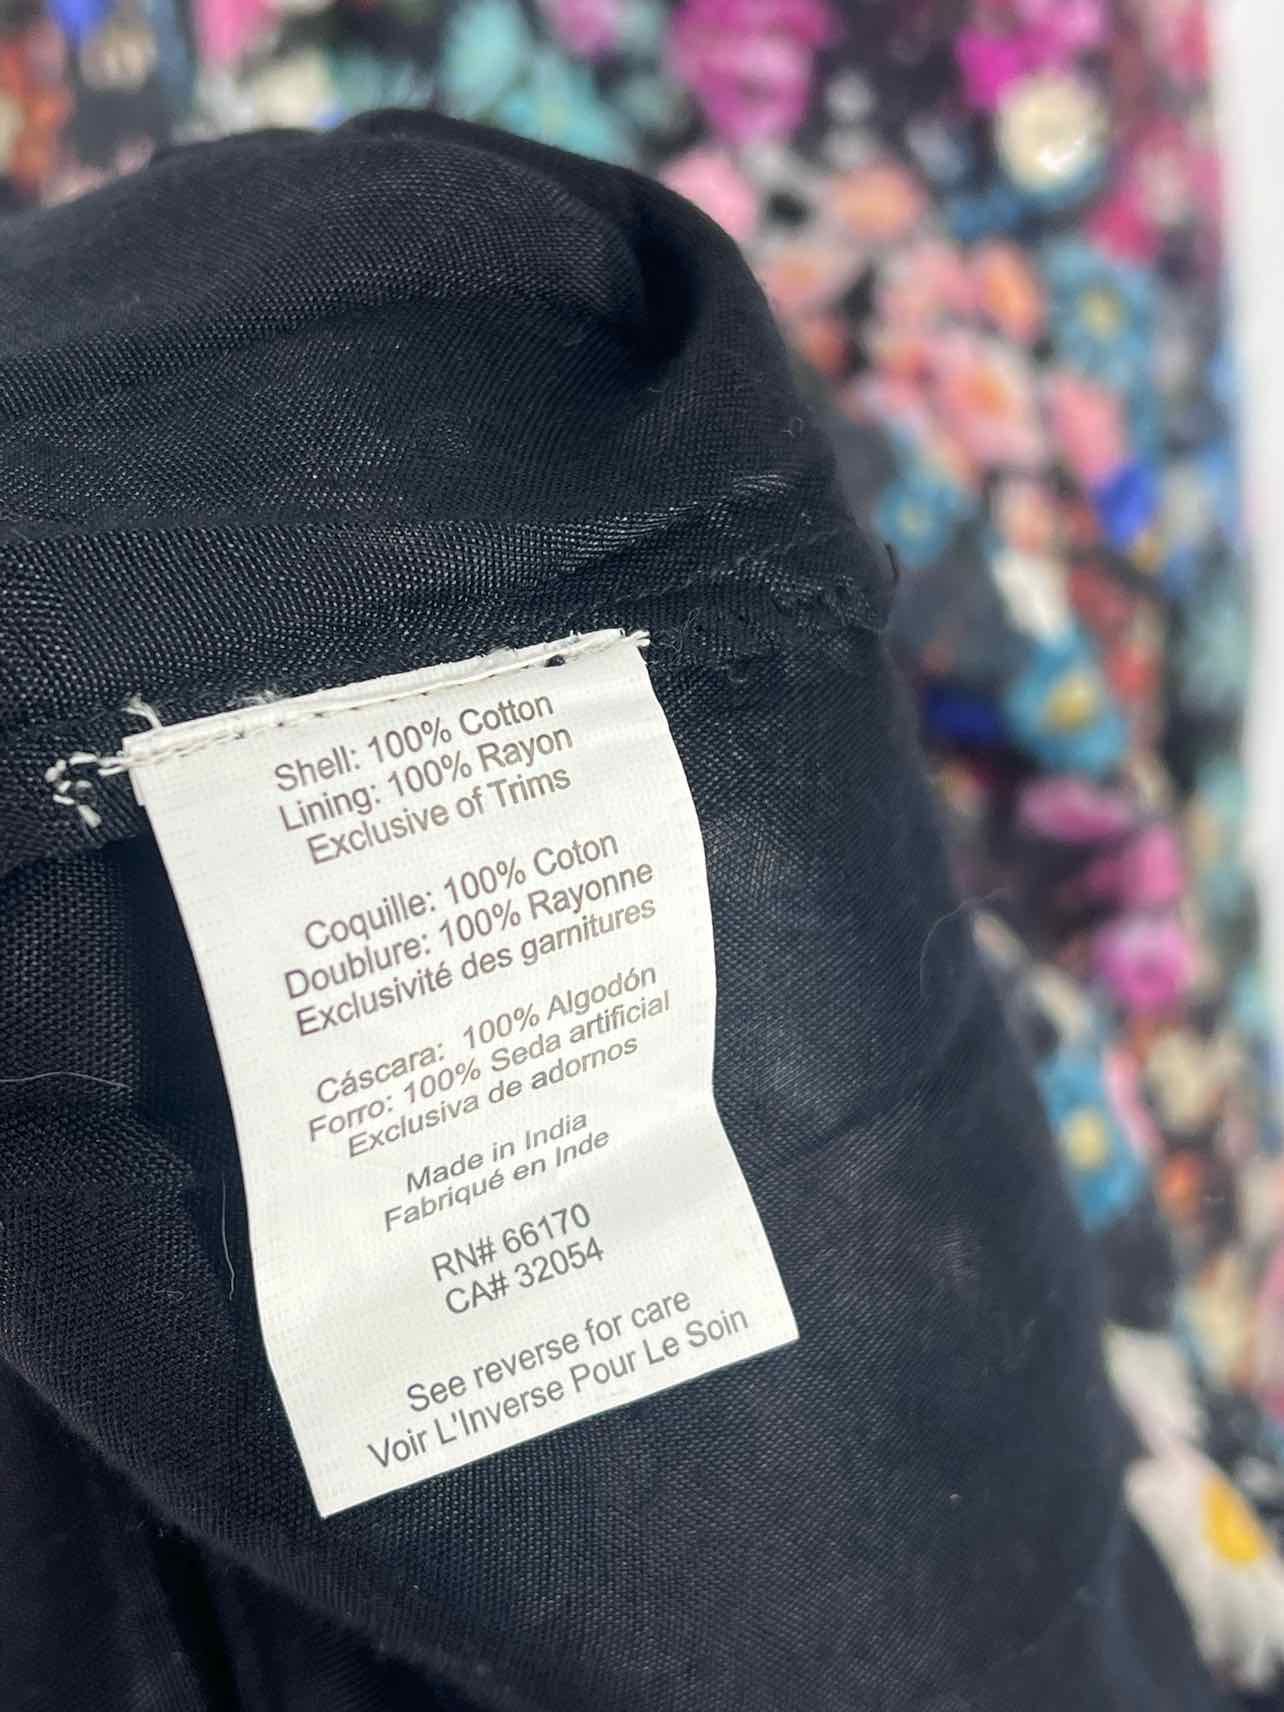 Shell: 100% Cotton
Lining: 100% Rayon
Exclusive of Trims
Coquille: 100% Coton
Doublure: 100% Rayonne
Exclusivité des garnitures
Cáscara: 100% Algodón
Forro: 100% Seda artificial
Exclusiva de adornos
Made in India
Fabriqué en Inde
RN# 66170
CA# 32054
See reverse for care
Voir L'Inverse Pour Le Soin